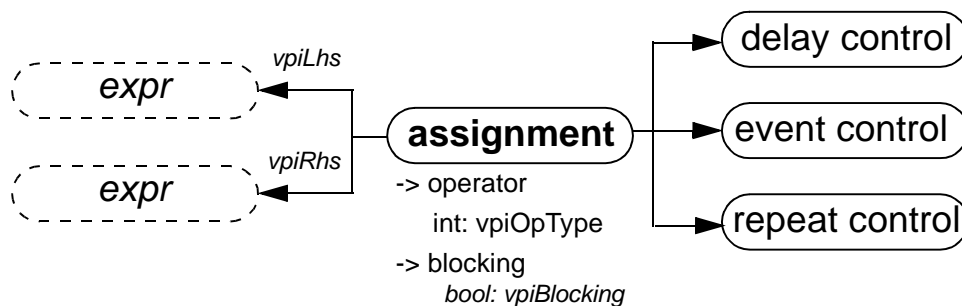 vpiLhs
expr
vpiRhs
expr
assignment
-> operator
int: vpiOpType
-> blocking
bool: vpiBlocking
delay control
event control
repeat control